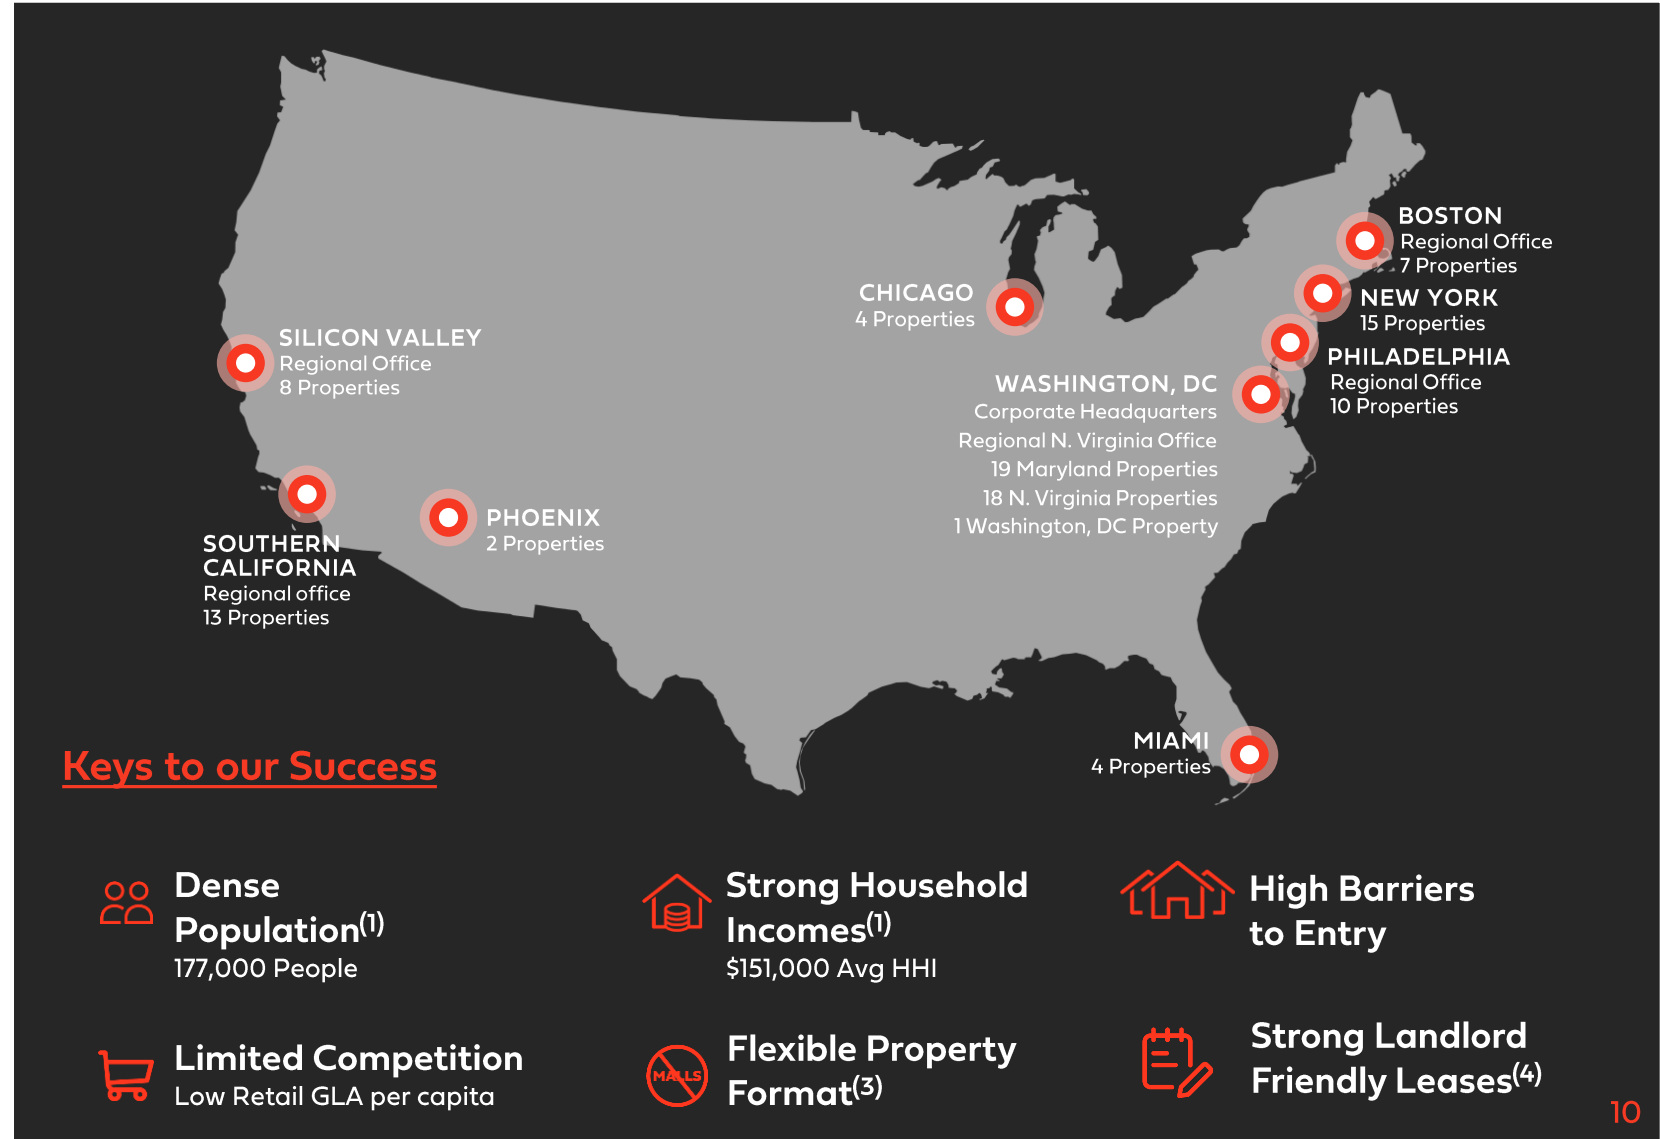 BOSTON
Regional Office
7 Properties
CHICAGO
4 Properties
NEW YORK
15 Properties
SILICON VALLEY
Regional Office
8 Properties
PHILADELPHIA
Regional Office
10 Properties
WASHINGTON, DC
Corporate Headquarters
Regional N. Virginia Office
19 Maryland Properties
18 N. Virginia Properties
1 Washington, DC Property
PHOENIX
2 Properties
SOUTHERN
CALIFORNIA
Regional office
13 Properties
MIAMI
4 Properties
Keys to our Success
Dense
Population(1)
177,000 People
Strong Household
Incomes(1)
$151,000 Avg HHI
High Barriers
to Entry
Limited Competition
Low Retail GLA per capita
MALLS
Flexible Property
Format(3)
Strong Landlord
Friendly Leases(4)
10